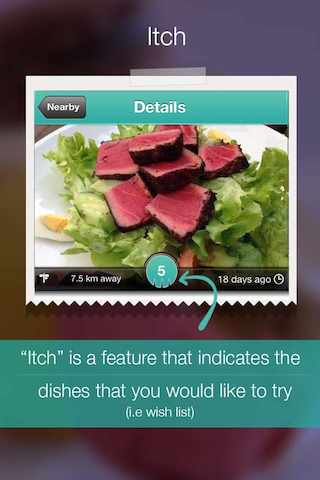 Itch
Nearby
Details
5
7.5 km away
18 days ago
“Itch” is a feature that indicates the
dishes that you would like to try
(i.e wish list)